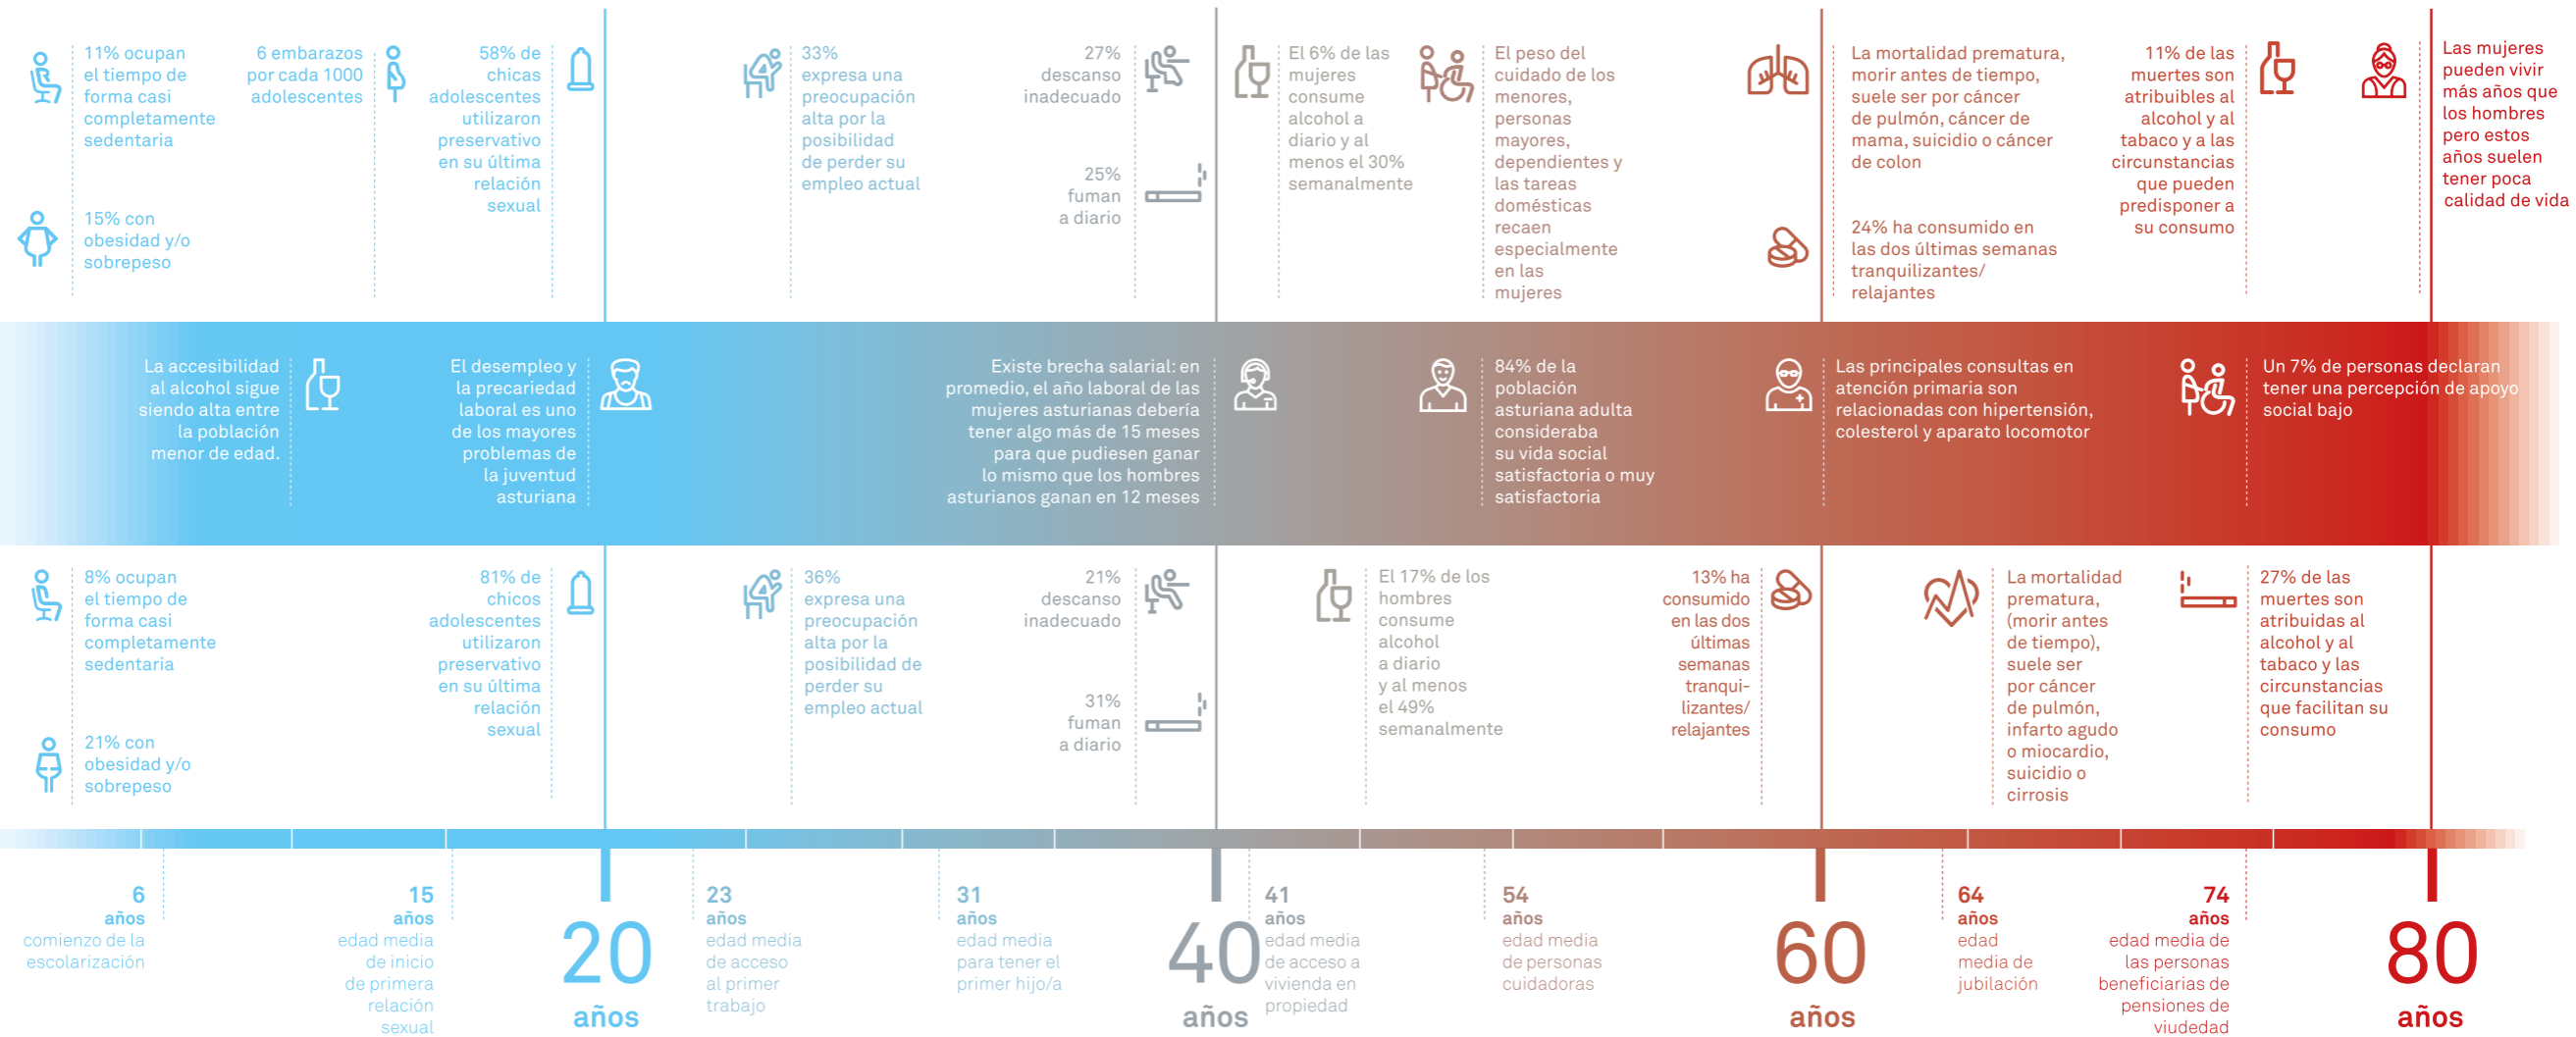 11% ocupan
el tiempo de
forma casi
completamente
sedentaria
15% con
obesidad y/o
sobrepeso
6 embarazos
por cada 1000
adolescentes
58% de
chicas
adolescentes
utilizaron
preservativo
en su última
relación
sexual
33%
expresa una
preocupación
alta por la
posibilidad
de perder su
empleo actual
27%
descanso
inadecuado
25%
fuman
a diario
El 6% de las
mujeres
consume
alcohol a
diario y al
menos el 30%
semanalmente
El peso del
cuidado de los
menores,
personas
mayores,
dependientes y
las tareas
domésticas
recaen
especialmente
en las
mujeres
La mortalidad prematura,
morir antes de tiempo,
suele ser por cáncer
de pulmón, cáncer de
mama, suicidio o cáncer
de colon
24% ha consumido en
las dos últimas semanas
tranquilizantes/
relajantes
11% de las
muertes son
atribuibles al
alcohol y al
tabaco y a las
circunstancias
que pueden
predisponer a
su consumo
Las mujeres
pueden vivir
más años que
los hombres
pero estos
años suelen
tener poca
calidad de vida
La accesibilidad
al alcohol sigue
siendo alta entre
la población
menor de edad.
El desempleo y
la precariedad
laboral es uno
de los mayores
problemas de
la juventud
asturiana
Existe brecha salarial: en
promedio, el año laboral de las
mujeres asturianas debería
tener algo más de 15 meses
para que pudiesen ganar
lo mismo que los hombres
asturianos ganan en 12 meses
84% de la
población
asturiana adulta
consideraba
su vida social
satisfactoria o muy
satisfactoria
Las principales consultas en
atención primaria son
relacionadas con hipertensión,
colesterol y aparato locomotor
Un 7% de personas declaran
tener una percepción de apoyo
social bajo
8% ocupan
el tiempo de
forma casi
completamente
sedentaria
21% con
obesidad y/o
sobrepeso
81% de
chicos
adolescentes
utilizaron
preservativo
en su última
relación
sexual
36%
expresa una
preocupación
alta por la
posibilidad de
perder su
empleo actual
21%
descanso
inadecuado
31%
fuman
a diario
El 17% de los
hombres
consume
alcohol
a diario
y al menos
el 49%
semanalmente
13% ha
consumido
en las dos
últimas
semanas
tranqui-
lizantes/
relajantes
La mortalidad
prematura,
(morir antes
de tiempo),
suele ser
por cáncer
de pulmón,
infarto agudo
o miocardio,
suicidio o
cirrosis
27% de las
muertes son
atribuidas al
alcohol y al
tabaco y las
circunstancias
que facilitan su
consumo
6
años
comienzo de la
escolarización
15
años
edad media
de inicio
de primera
relación
sexual
20
años
23
años
edad media
de acceso
al primer
trabajo
31
años
edad media
para tener el
primer hijo/a
40
años
41
años
edad media
de acceso a
vivienda en
propiedad
54
años
edad media
de personas
cuidadoras
60
años
64
años
edad
media de
jubilación
74
años
edad media de
las personas
beneficiarias de
pensiones de
viudedad
80
años